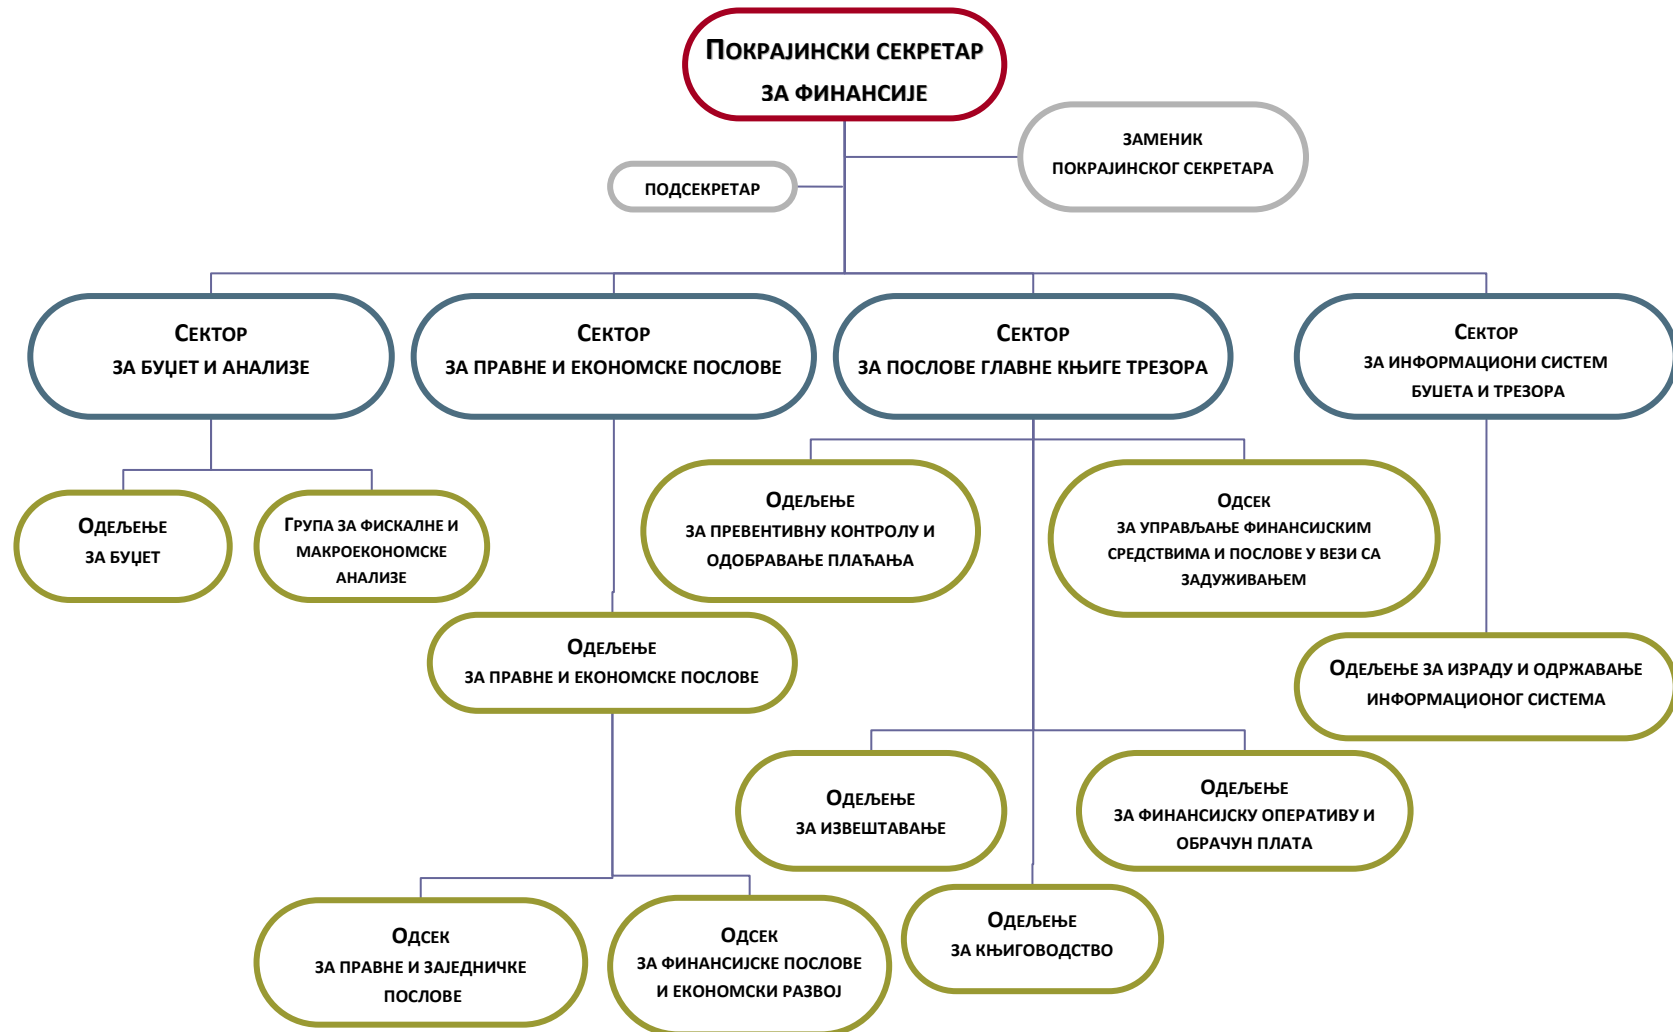 ПОКРАЈИНСКИ СЕКРЕТАР
ЗА ФИНАНСИЈЕ
ЗАМЕНИК
ПОКРАЈИНСКОГ СЕКРЕТАРА
ПОДСЕКРЕТАР
СЕКТОР
ЗА БУЏЕТ И АНАЛИЗЕ
СЕКТОР
ЗА ПРАВНЕ И ЕКОНОМСКЕ ПОСЛОВЕ
СЕКТОР
ЗА ПОСЛОВЕ ГЛАВНЕ КЊИГЕ ТРЕЗОРА
СЕКТОР
ЗА ИНФОРМАЦИОНИ СИСТЕМ
БУЏЕТА И ТРЕЗОРА
ОДЕЉЕЊЕ
ЗА БУЏЕТ
ГРУПА ЗА ФИСКАЛНЕ И
МАКРОЕКОНОМСКЕ
АНАЛИЗЕ
ОДЕЉЕЊЕ
ЗА ПРЕВЕНТИВНУ КОНТРОЛУ И
ОДОБРАВАЊЕ ПЛАЋАЊА
ОДСЕК
ЗА УПРАВЉАЊЕ ФИНАНСИЈСКИМ
СРЕДСТВИМА И ПОСЛОВЕ У ВЕЗИ СА
ЗАДУЖИВАЊЕМ
ОДЕЉЕЊЕ
ЗА ПРАВНЕ И ЕКОНОМСКЕ ПОСЛОВЕ
ОДЕЉЕЊЕ ЗА ИЗРАДУ И ОДРЖАВАЊЕ
ИНФОРМАЦИОНОГ СИСТЕМА
ОДЕЉЕЊЕ
ЗА ИЗВЕШТАВАЊЕ
ОДЕЉЕЊЕ
ЗА ФИНАНСИЈСКУ ОПЕРАТИВУ И
ОБРАЧУН ПЛАТА
ОДСЕК
ЗА ПРАВНЕ И ЗАЈЕДНИЧКЕ
ПОСЛОВЕ
ОДСЕК
ЗА ФИНАНСИЈСКЕ ПОСЛОВЕ
И ЕКОНОМСКИ РАЗВОЈ
ОДЕЉЕЊЕ
ЗА КЊИГОВОДСТВО